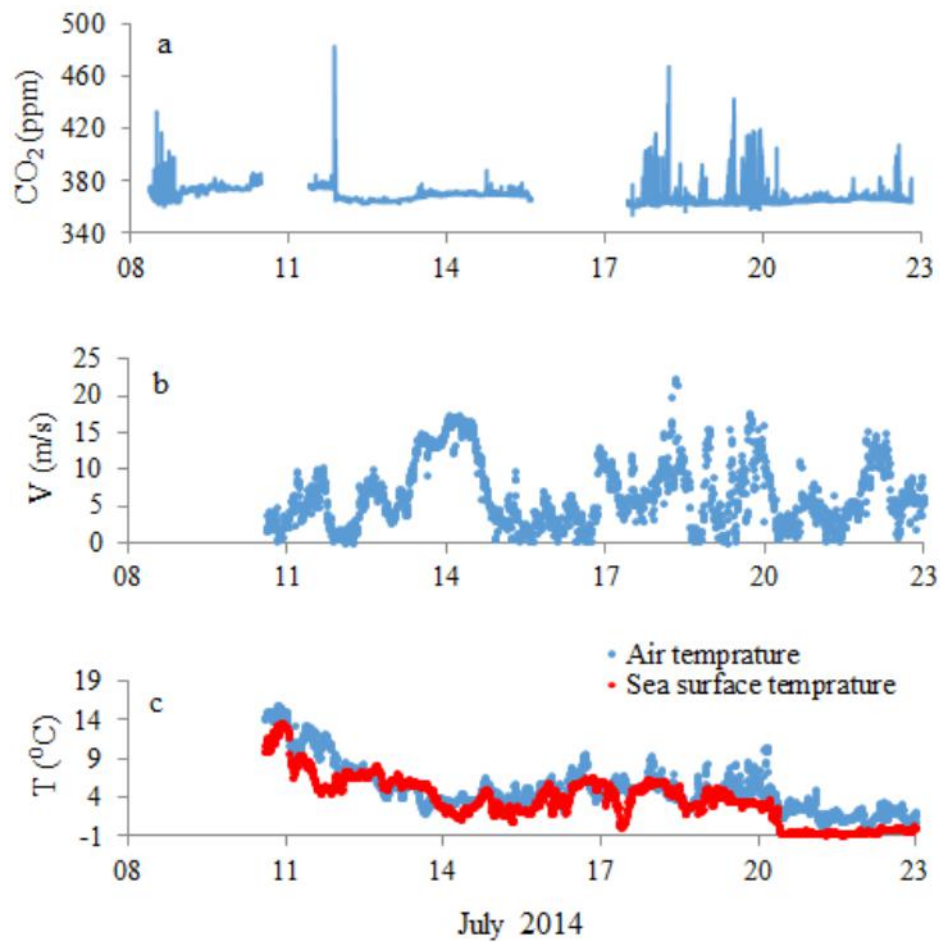 500
a
460
420
380
340
CO₂ (ppm)
08 11 14 17 20 23
25
b
20
15
10
5
0
V (m/s)
08 11 14 17 20 23
Air temprature
Sea surface temprature
19
c
14
9
4
-1
T (⁰C)
08 11 14 17 20 23
July 2014